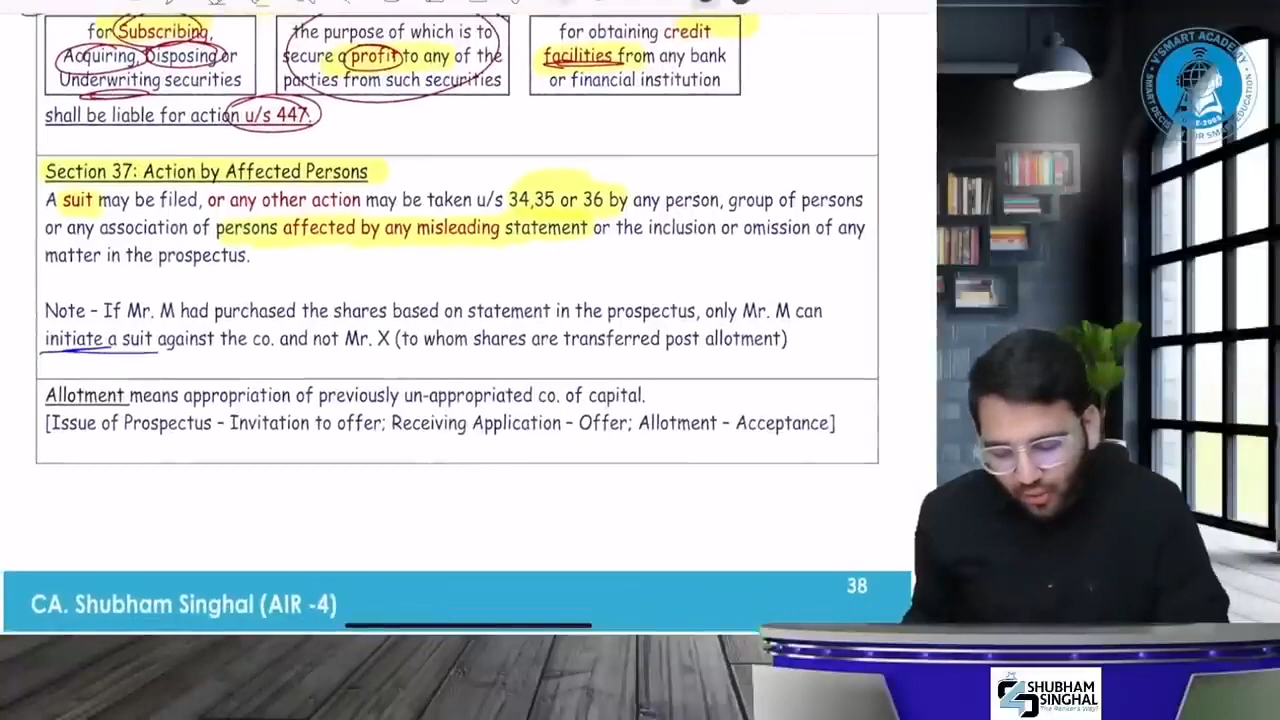 for Subscribing,
Acquiring, Disposing or
Underwriting securities
the purpose of which is to
secure a profit to any of the
parties from such securities
for obtaining credit
facilities from any bank
or financial institution
shall be liable for action u/s 447.
Section 37: Action by Affected Persons
A suit may be filed, or any other action may be taken u/s 34,35 or 36 by any person, group of persons
or any association of persons affected by any misleading statement or the inclusion or omission of any
matter in the prospectus.
Note – If Mr. M had purchased the shares based on statement in the prospectus, only Mr. M can
initiate a suit against the co. and not Mr. X (to whom shares are transferred post allotment)
Allotment means appropriation of previously un-appropriated co. of capital.
[Issue of Prospectus – Invitation to offer; Receiving Application – Offer; Allotment – Acceptance]
38
CA. Shubham Singhal (AIR -4)
V'SMART ACADEMY
SHUBHAM
SINGHAL